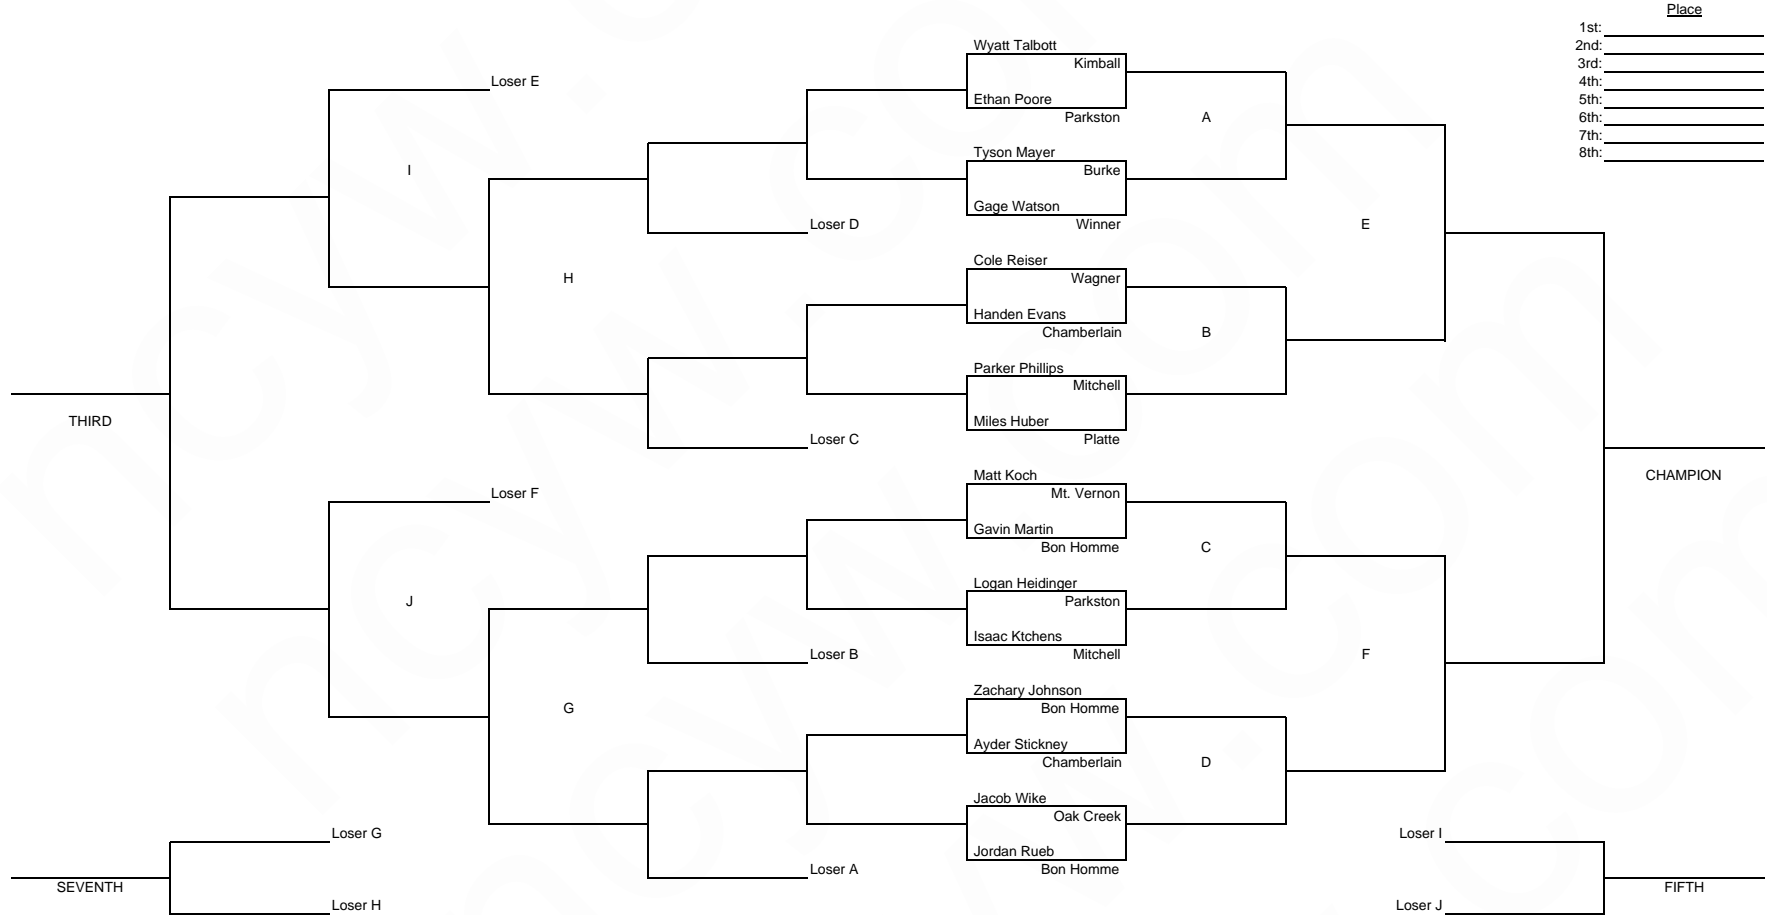 Place
1st:
2nd:
3rd:
4th:
5th:
6th:
7th:
8th:
Wyatt Talbott
Kimball
Loser E
Ethan Poore
Parkston
A
Tyson Mayer
I
Burke
Gage Watson
Winner
Loser D
E
Cole Reiser
H
Wagner
Handen Evans
Chamberlain
B
Parker Phillips
Mitchell
Miles Huber
THIRD
Platte
Loser C
Matt Koch
CHAMPION
Loser F
Mt. Vernon
Gavin Martin
Bon Homme
C
Logan Heidinger
J
Parkston
Isaac Ktchens
Loser B
Mitchell
F
Zachary Johnson
G
Bon Homme
Ayder Stickney
Chamberlain
D
Jacob Wike
Oak Creek
Loser G
Loser I
Jordan Rueb
Loser A
Bon Homme
SEVENTH
FIFTH
Loser H
Loser J
ncyw.com